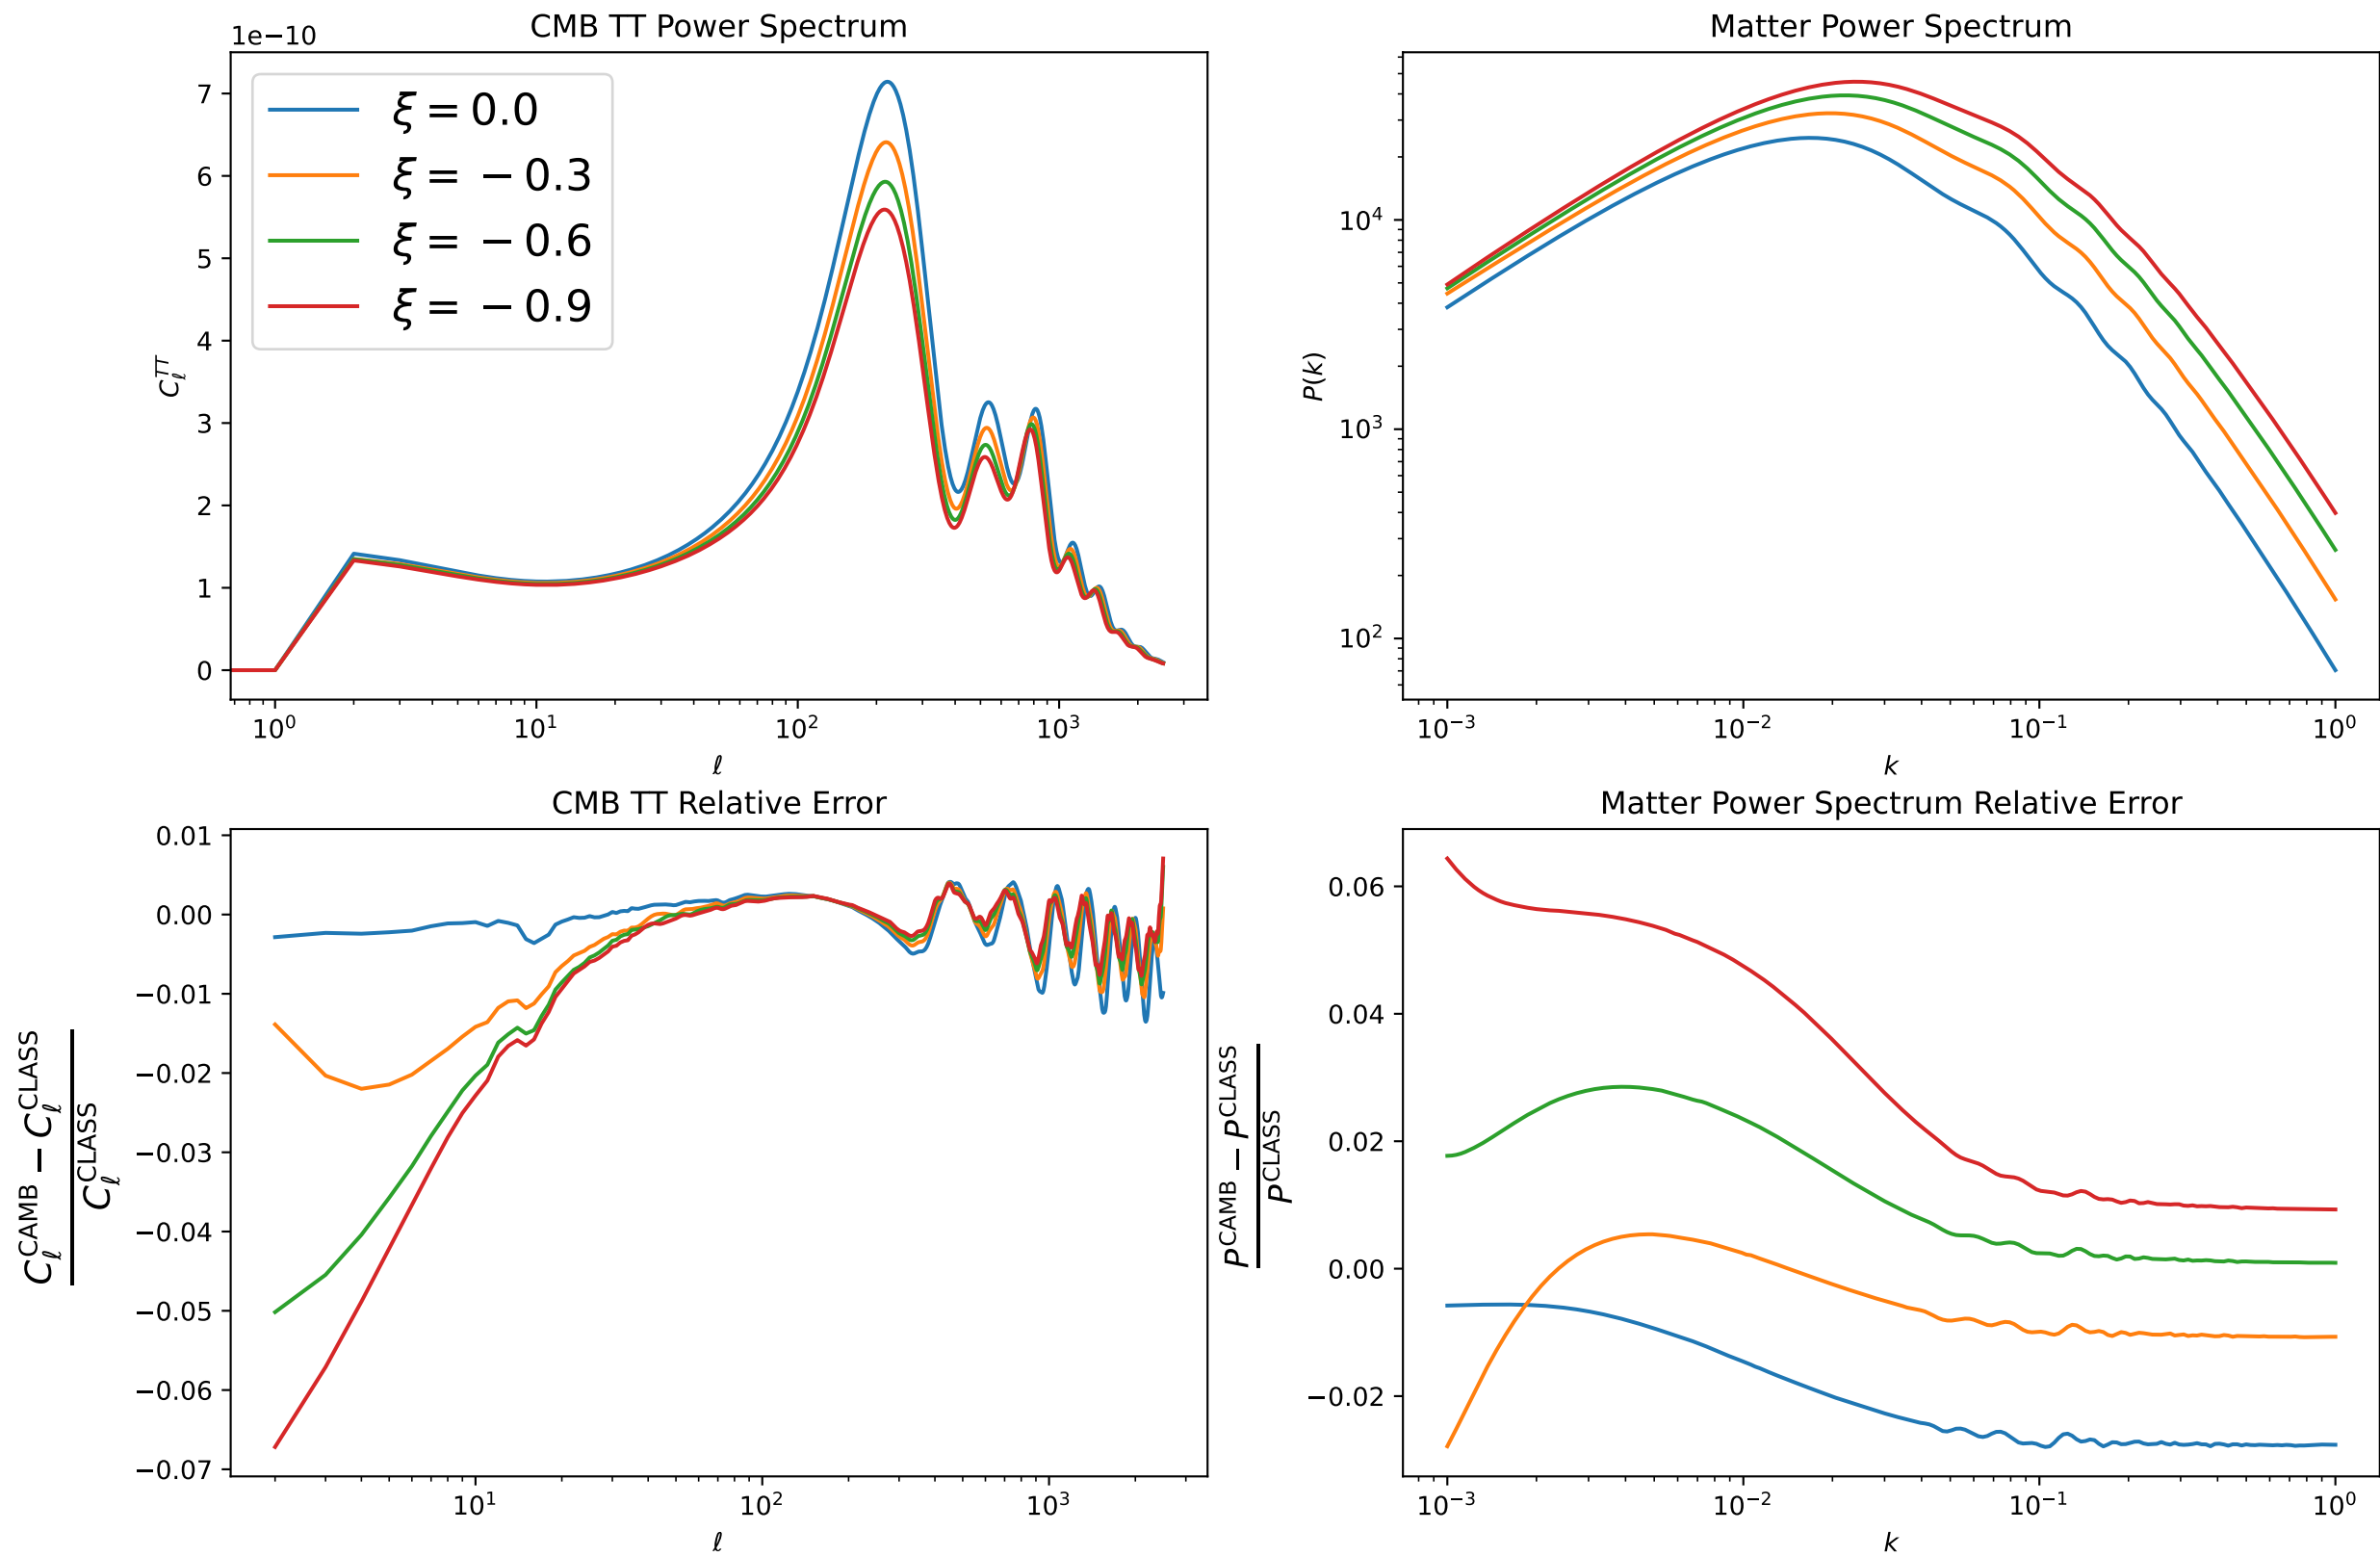 CMB TT Power Spectrum
1e−10
7
6
5
4
3
2
1
0
C_ℓ^{TT}
ξ = 0.0
ξ = −0.3
ξ = −0.6
ξ = −0.9
10^0 10^1 10^2 10^3
ℓ
Matter Power Spectrum
10^4
10^3
10^2
P(k)
10^{−3} 10^{−2} 10^{−1} 10^0
k
CMB TT Relative Error
0.01
0.00
−0.01
−0.02
−0.03
−0.04
−0.05
−0.06
−0.07
C_ℓ^{CAMB} − C_ℓ^{CLASS}
C_ℓ^{CLASS}
10^1 10^2 10^3
ℓ
Matter Power Spectrum Relative Error
0.06
0.04
0.02
0.00
−0.02
P^{CAMB} − P^{CLASS}
P^{CLASS}
10^{−3} 10^{−2} 10^{−1} 10^0
k